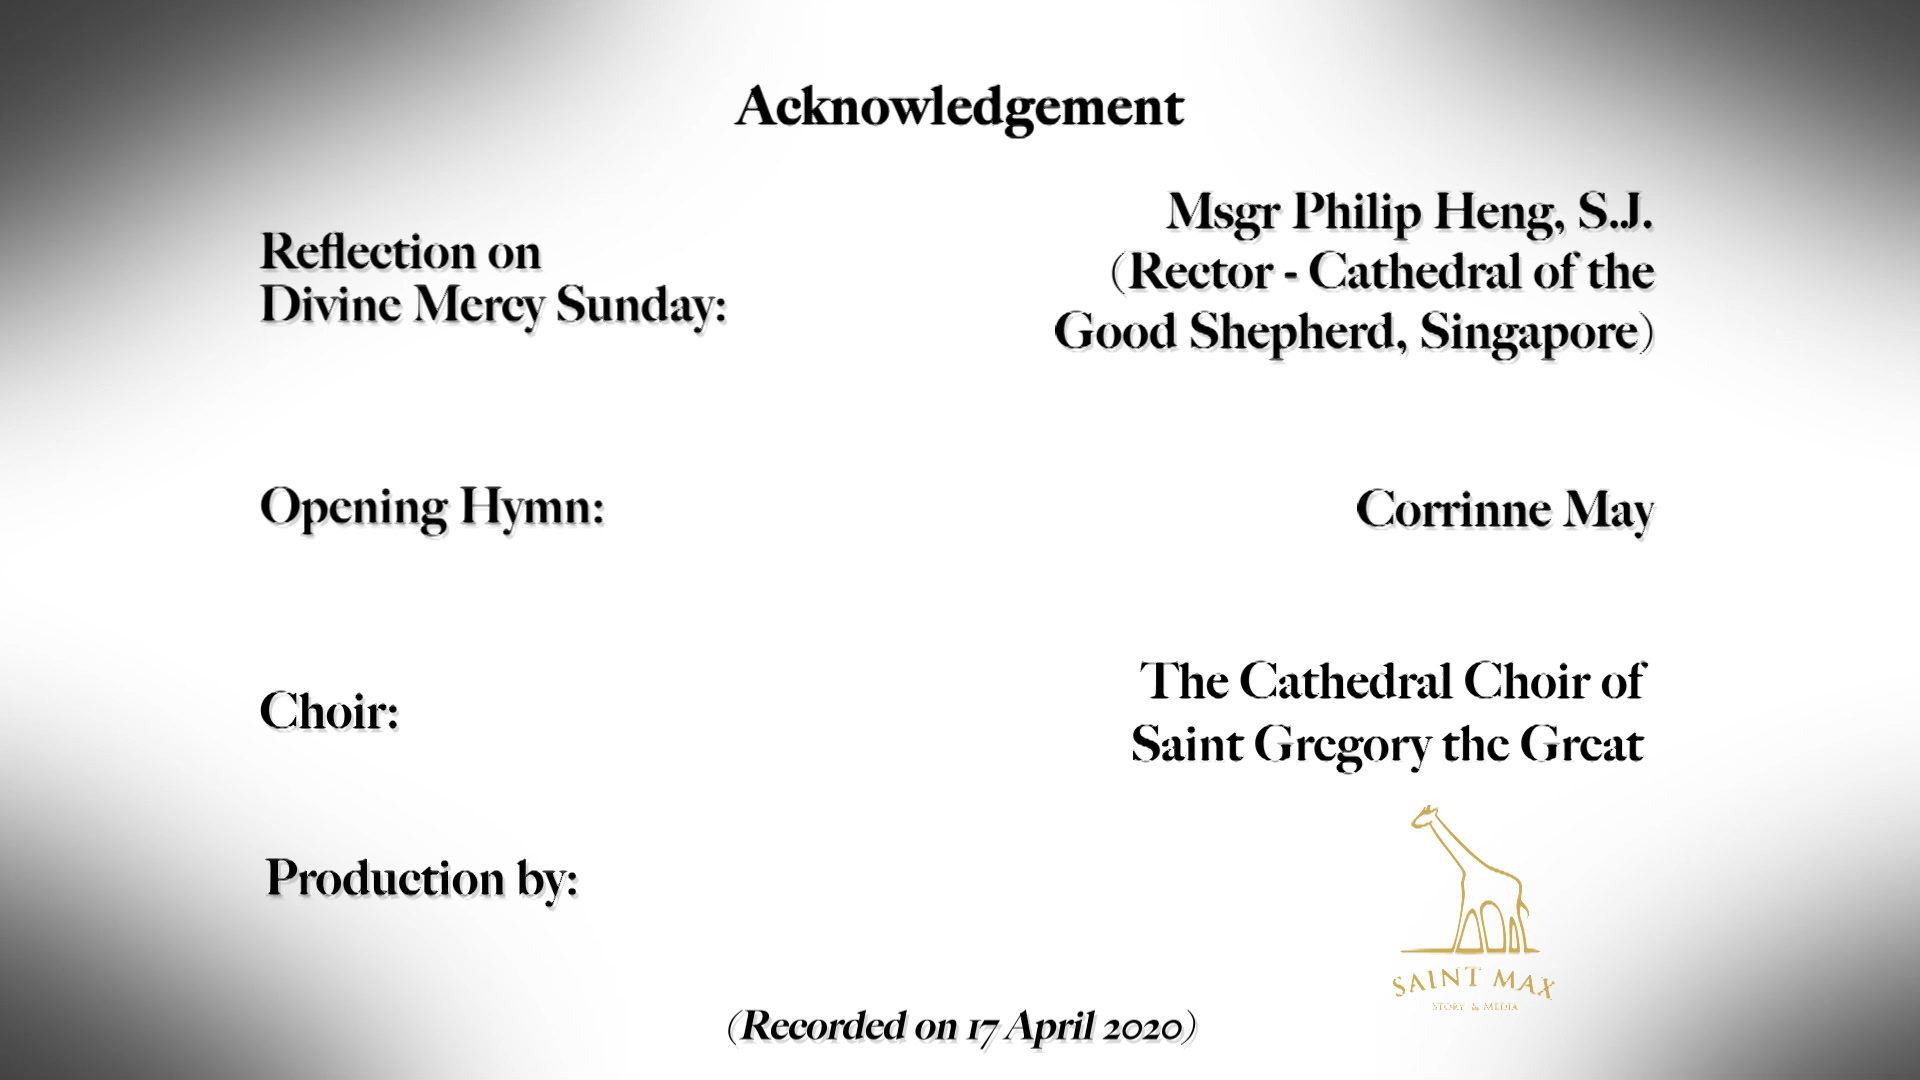 Acknowledgement
Reflection on
Divine Mercy Sunday:
Msgr Philip Heng, S.J.
(Rector - Cathedral of the
Good Shepherd, Singapore)
Opening Hymn:
Corrinne May
Choir:
The Cathedral Choir of
Saint Gregory the Great
Production by:
SAINT MAX
STORY & MEDIA
(Recorded on 17 April 2020)